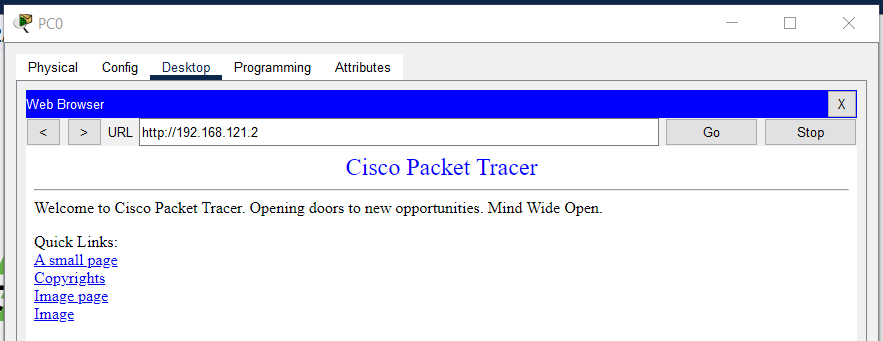 PC0
Physical Config Desktop Programming Attributes
Web Browser X
< > URL http://192.168.121.2 Go Stop
Cisco Packet Tracer
Welcome to Cisco Packet Tracer. Opening doors to new opportunities. Mind Wide Open.
Quick Links:
A small page
Copyrights
Image page
Image